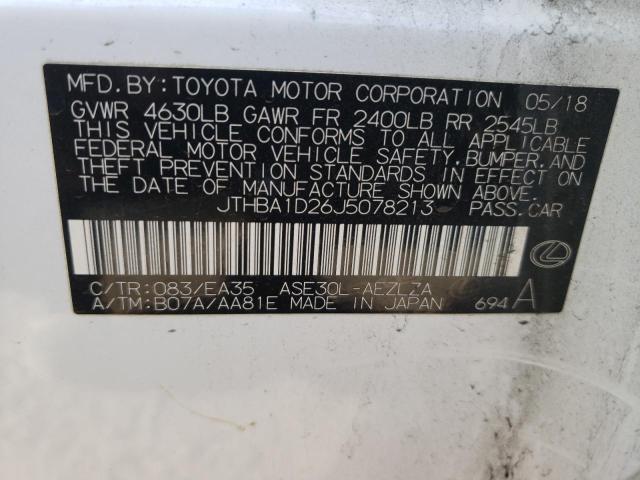 MFD. BY: TOYOTA MOTOR CORPORATION 05/18
GVWR 4630LB GAWR FR 2400LB RR 2545LB
THIS VEHICLE CONFORMS TO ALL APPLICABLE
FEDERAL MOTOR VEHICLE SAFETY, BUMPER, AND
THEFT PREVENTION STANDARDS IN EFFECT ON
THE DATE OF MANUFACTURE SHOWN ABOVE.
JTHBA1D26J5078213 PASS. CAR
C/TR: 083/EA35 ASE30L-AEZLZA
A/TM: B07A/AA81E MADE IN JAPAN 694 A